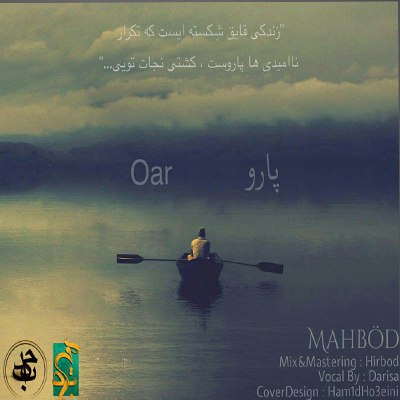 "زندگی قایق شکسته ایست که تکرار
ناامیدی ها پاروست ، کشتی نجات تویی..."
Oar پارو
MAHBÖD
Mix&Mastering : Hirbod
Vocal By : Darisa
CoverDesign : Ham1dHo3eini